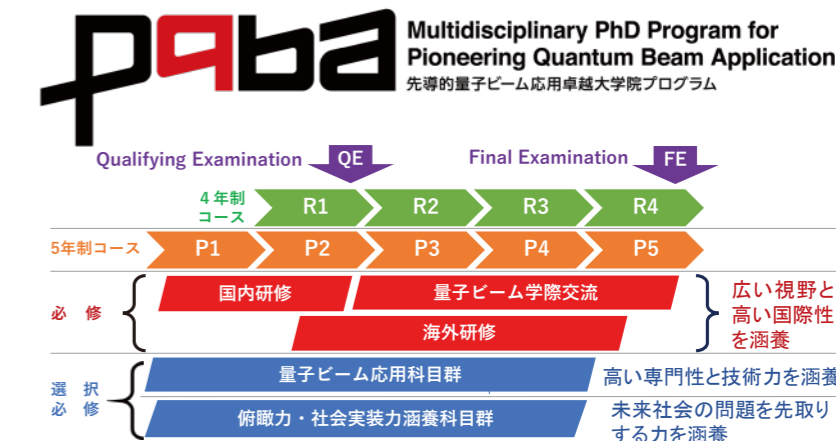 pqba
Multidisciplinary PhD Program for
Pioneering Quantum Beam Application
先導的量子ビーム応用卓越大学院プログラム
Qualifying Examination QE Final Examination FE
4年制
コース
R1 R2 R3 R4
5年制コース P1 P2 P3 P4 P5
必 修
国内研修 量子ビーム学際交流
海外研修
広い視野と
高い国際性
を涵養
選 択
必 修
量子ビーム応用科目群
高い専門性と技術力を涵養
俯瞰力・社会実装力涵養科目群
未来社会の問題を先取り
する力を涵養